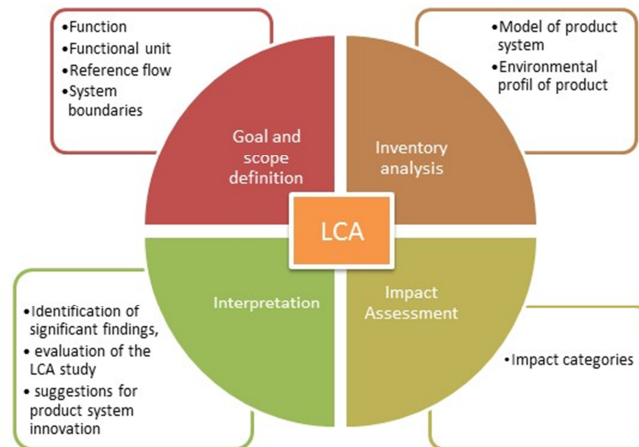 •Function
•Functional unit
•Reference flow
•System
boundaries
•Model of product
system
•Environmental
profil of product
Goal and
scope
definition
Inventory
analysis
LCA
Interpretation
Impact
Assessment
•Identification of
significant findings,
• evaluation of the
LCA study
• suggestions for
product system
innovation
•Impact categories